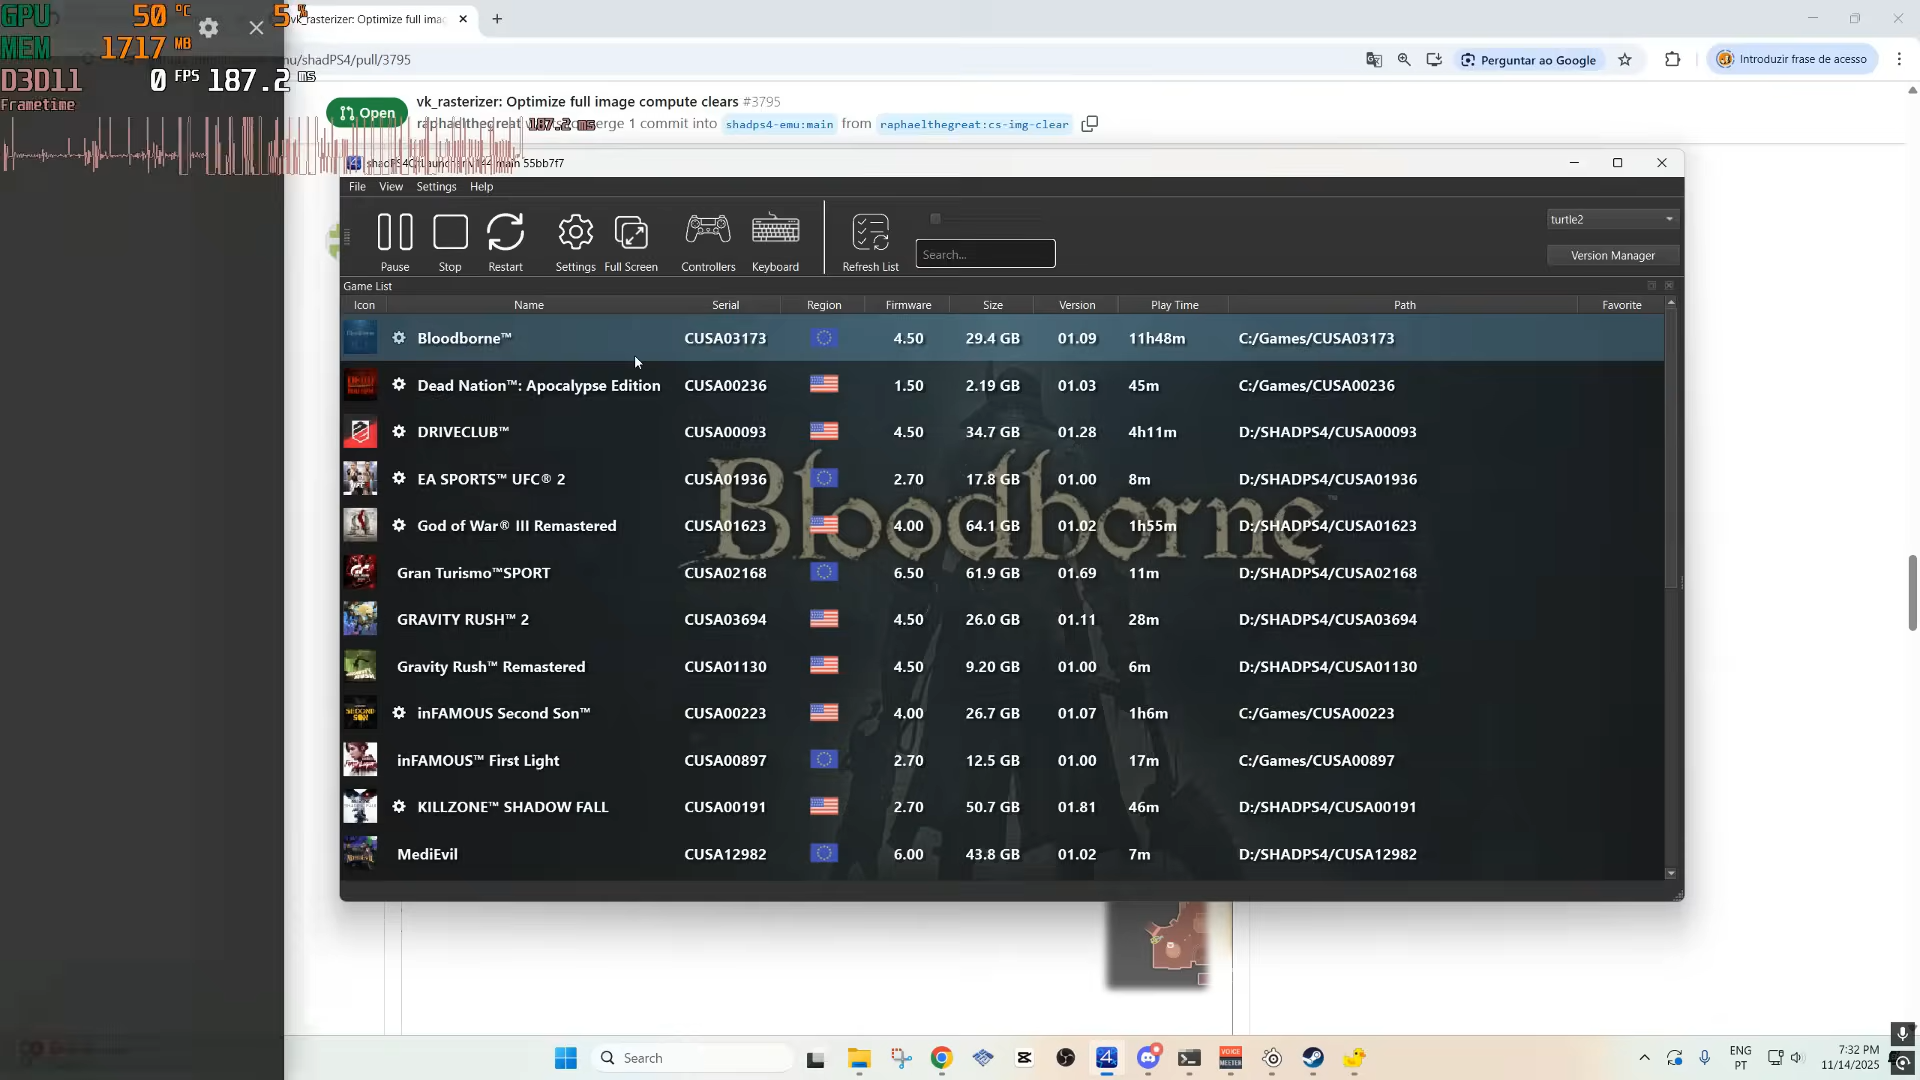 GPU 50 °C 5 %
MEM 1717 MB
D3D11 0 FPS 187.2 ms
Frametime
187.2 ms
vk_rasterizer: Optimize full ima
/shadPS4/pull/3795
Perguntar ao Google
Introduzir frase de acesso
Open
vk_rasterizer: Optimize full image compute clears #3795
raphaelthegreat
merge 1 commit into shadps4-emu:main from raphaelthegreat:cs-img-clear
main 55bb7f7
File View Settings Help
Pause Stop Restart Settings Full Screen Controllers Keyboard Refresh List
Search...
turtle2
Version Manager
Game List
Icon Name Serial Region Firmware Size Version Play Time Path Favorite
Bloodborne™ CUSA03173 4.50 29.4 GB 01.09 11h48m C:/Games/CUSA03173
Dead Nation™: Apocalypse Edition CUSA00236 1.50 2.19 GB 01.03 45m C:/Games/CUSA00236
DRIVECLUB™ CUSA00093 4.50 34.7 GB 01.28 4h11m D:/SHADPS4/CUSA00093
EA SPORTS™ UFC® 2 CUSA01936 2.70 17.8 GB 01.00 8m D:/SHADPS4/CUSA01936
God of War® III Remastered CUSA01623 4.00 64.1 GB 01.02 1h55m D:/SHADPS4/CUSA01623
Gran Turismo™SPORT CUSA02168 6.50 61.9 GB 01.69 11m D:/SHADPS4/CUSA02168
GRAVITY RUSH™ 2 CUSA03694 4.50 26.0 GB 01.11 28m D:/SHADPS4/CUSA03694
Gravity Rush™ Remastered CUSA01130 4.50 9.20 GB 01.00 6m D:/SHADPS4/CUSA01130
inFAMOUS Second Son™ CUSA00223 4.00 26.7 GB 01.07 1h6m C:/Games/CUSA00223
inFAMOUS™ First Light CUSA00897 2.70 12.5 GB 01.00 17m C:/Games/CUSA00897
KILLZONE™ SHADOW FALL CUSA00191 2.70 50.7 GB 01.81 46m D:/SHADPS4/CUSA00191
MediEvil CUSA12982 6.00 43.8 GB 01.02 7m D:/SHADPS4/CUSA12982
Bloodborne™
Search
ENG
PT
7:32 PM
11/14/2025